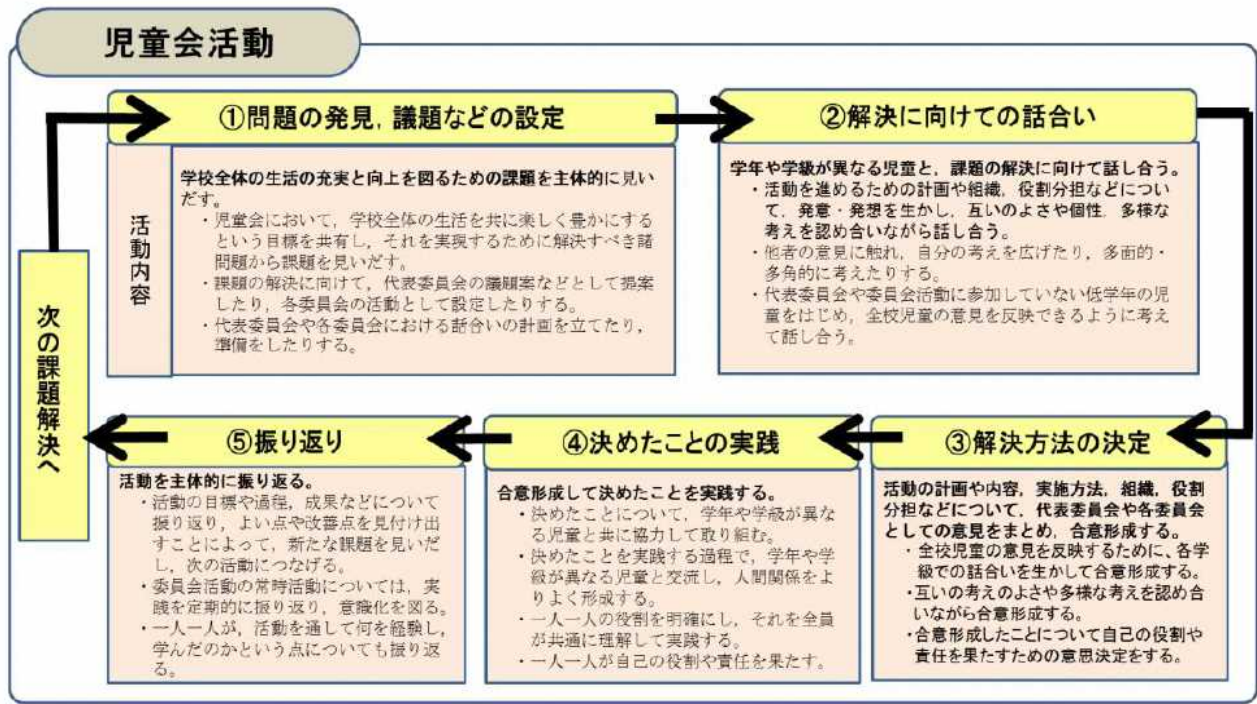 児童会活動
①問題の発見，議題などの設定
活動内容
学校全体の生活の充実と向上を図るための課題を主体的に見い
だす。
・児童会において，学校全体の生活を共に楽しく豊かにする
という目標を共有し，それを実現するために解決すべき諸
問題から課題を見いだす。
・課題の解決に向けて，代表委員会の議題案などとして提案
したり，各委員会の活動として設定したりする。
・代表委員会や各委員会における話合いの計画を立てたり，
準備をしたりする。
②解決に向けての話合い
学年や学級が異なる児童と，課題の解決に向けて話し合う。
・活動を進めるための計画や組織，役割分担などについ
て，発意・発想を生かし，互いのよさや個性，多様な
考えを認め合いながら話し合う。
・他者の意見に触れ，自分の考えを広げたり，多面的・
多角的に考えたりする。
・代表委員会や委員会活動に参加していない低学年の児
童をはじめ，全校児童の意見を反映できるように考え
て話し合う。
③解決方法の決定
活動の計画や内容，実施方法，組織，役割
分担などについて，代表委員会や各委員会
としての意見をまとめ，合意形成する。
・全校児童の意見を反映するために、各学
級での話合いを生かして合意形成する。
・互いの考えのよさや多様な考えを認め合
いながら合意形成する。
・合意形成したことについて自己の役割や
責任を果たすための意思決定をする。
④決めたことの実践
合意形成して決めたことを実践する。
・決めたことについて，学年や学級が異な
る児童と共に協力して取り組む。
・決めたことを実践する過程で，学年や学
級が異なる児童と交流し，人間関係をよ
りよく形成する。
・一人一人の役割を明確にし，それを全員
が共通に理解して実践する。
・一人一人が自己の役割や責任を果たす。
⑤振り返り
活動を主体的に振り返る。
・活動の目標や過程，成果などについて
振り返り，よい点や改善点を見付け出
すことによって，新たな課題を見いだ
し，次の活動につなげる。
・委員会活動の常時活動については，実
践を定期的に振り返り，意識化を図る。
・一人一人が，活動を通して何を経験し，
学んだのかという点についても振り返
る。
次の課題解決へ